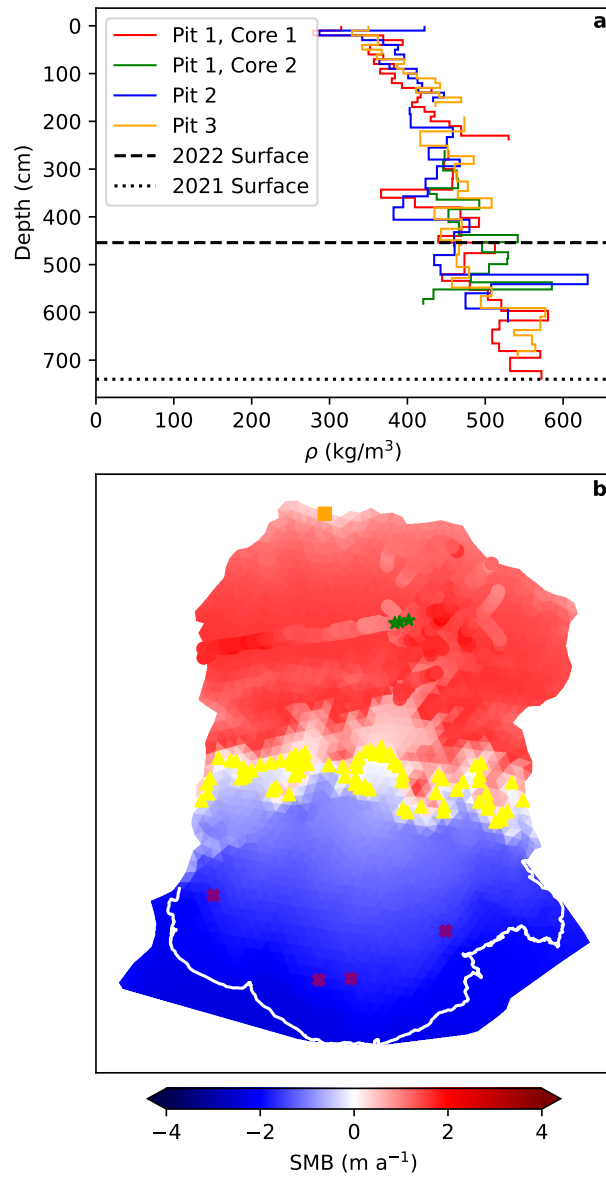 a
0
100
200
300
400
500
600
700
Depth (cm)
Pit 1, Core 1
Pit 1, Core 2
Pit 2
Pit 3
2022 Surface
2021 Surface
0 100 200 300 400 500 600
ρ (kg/m³)
b
−4 −2 0 2 4
SMB (m a⁻¹)